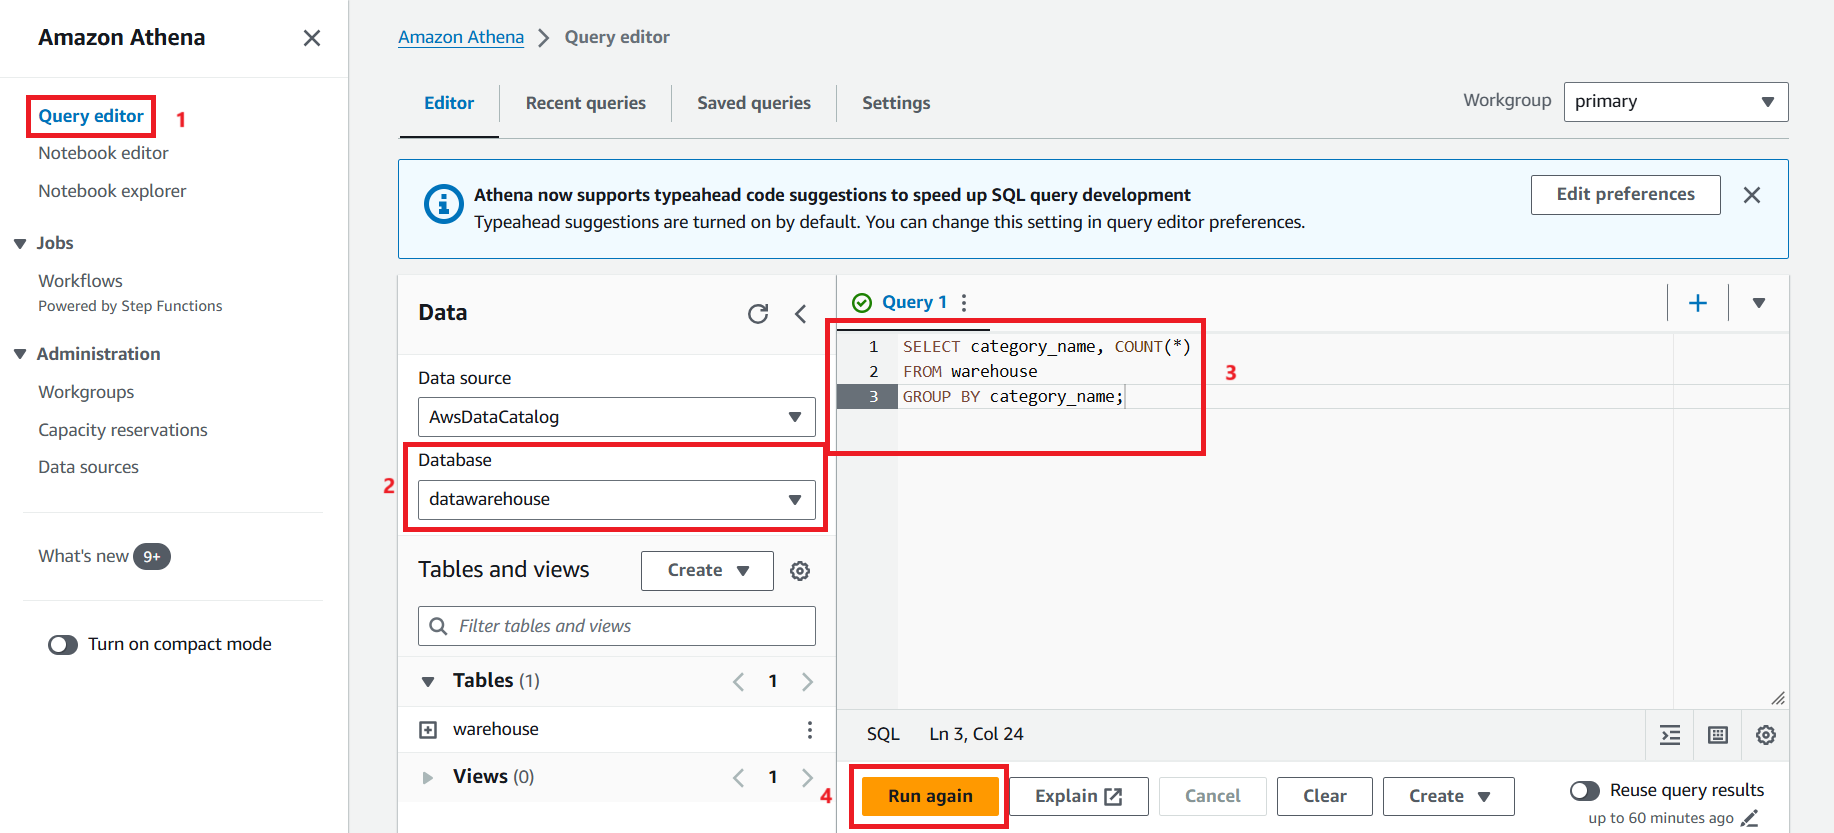 Amazon Athena
Query editor
1
Notebook editor
Notebook explorer
Jobs
Workflows
Powered by Step Functions
Administration
Workgroups
Capacity reservations
Data sources
What's new 9+
Turn on compact mode
Amazon Athena > Query editor
Editor
Recent queries
Saved queries
Settings
Workgroup
primary
Athena now supports typeahead code suggestions to speed up SQL query development
Typeahead suggestions are turned on by default. You can change this setting in query editor preferences.
Edit preferences
Data
Data source
AwsDataCatalog
2
Database
datawarehouse
Tables and views
Create
Filter tables and views
Tables (1)
1
warehouse
Views (0)
1
Query 1
1 SELECT category_name, COUNT(*)
2 FROM warehouse
3 GROUP BY category_name;
3
SQL
Ln 3, Col 24
4
Run again
Explain
Cancel
Clear
Create
Reuse query results
up to 60 minutes ago